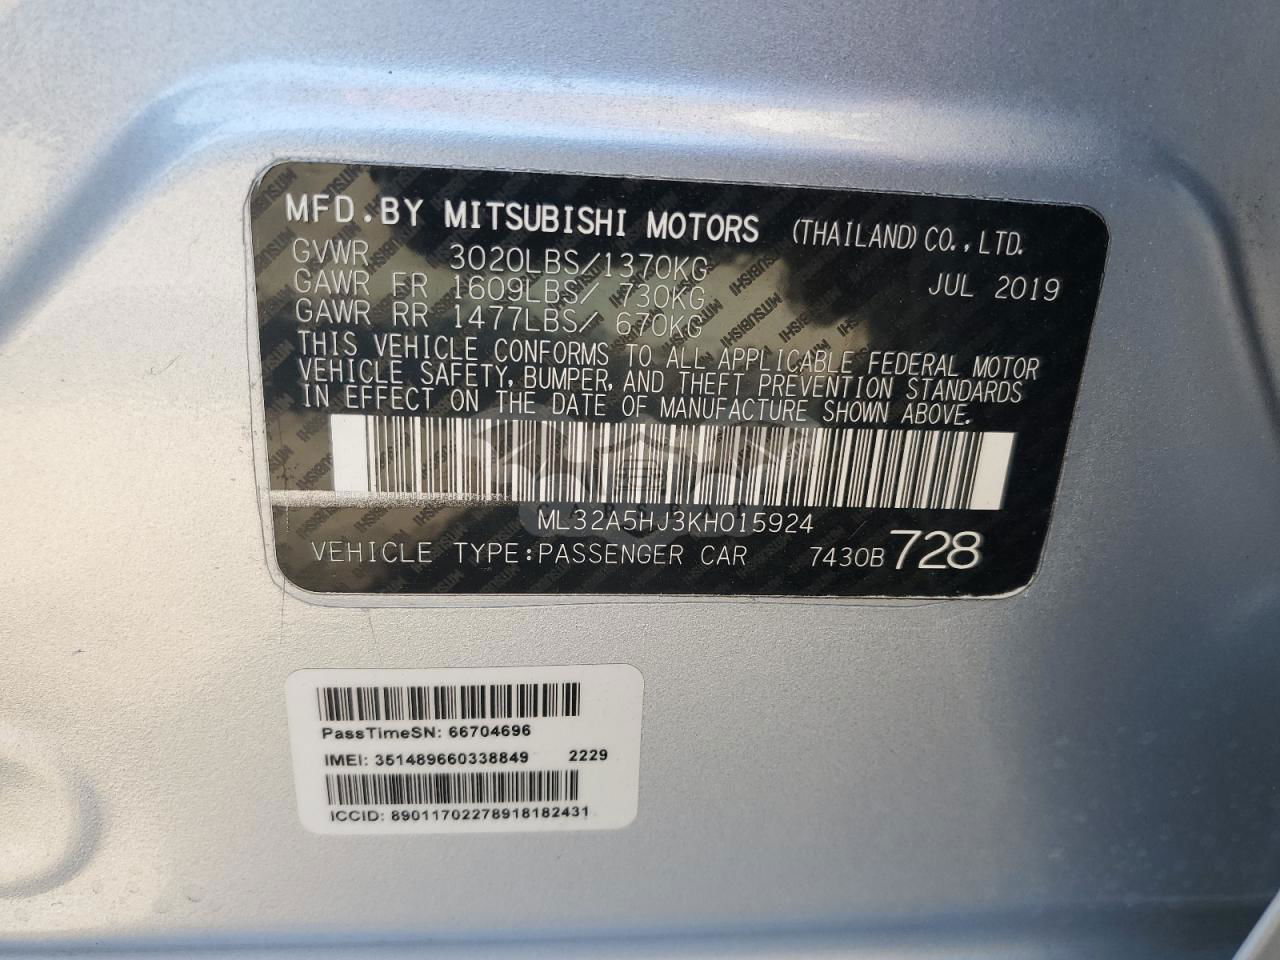 MFD.BY MITSUBISHI MOTORS (THAILAND) CO., LTD.
GVWR 3020LBS/1370KG JUL 2019
GAWR FR 1609LBS/ 730KG
GAWR RR 1477LBS/ 670KG
THIS VEHICLE CONFORMS TO ALL APPLICABLE FEDERAL MOTOR
VEHICLE SAFETY, BUMPER, AND THEFT PREVENTION STANDARDS
IN EFFECT ON THE DATE OF MANUFACTURE SHOWN ABOVE.
ML32A5HJ3KH015924
VEHICLE TYPE:PASSENGER CAR 7430B 728
PassTimeSN: 66704696
IMEI: 351489660338849 2229
ICCID: 89011702278918182431